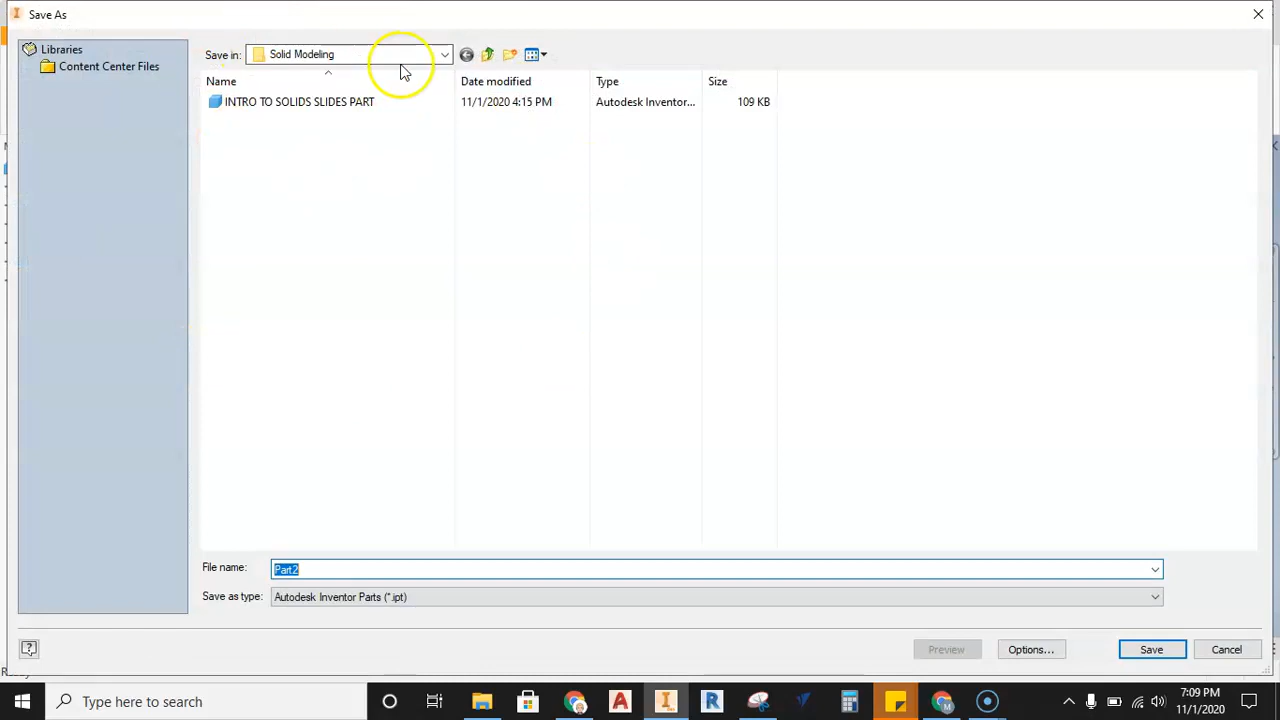 Save As
Libraries
Content Center Files
Save in: Solid Modeling
Name Date modified Type Size
INTRO TO SOLIDS SLIDES PART 11/1/2020 4:15 PM Autodesk Inventor... 109 KB
File name: Part2
Save as type: Autodesk Inventor Parts (*.ipt)
Preview Options... Save Cancel
Type here to search
7:09 PM
11/1/2020